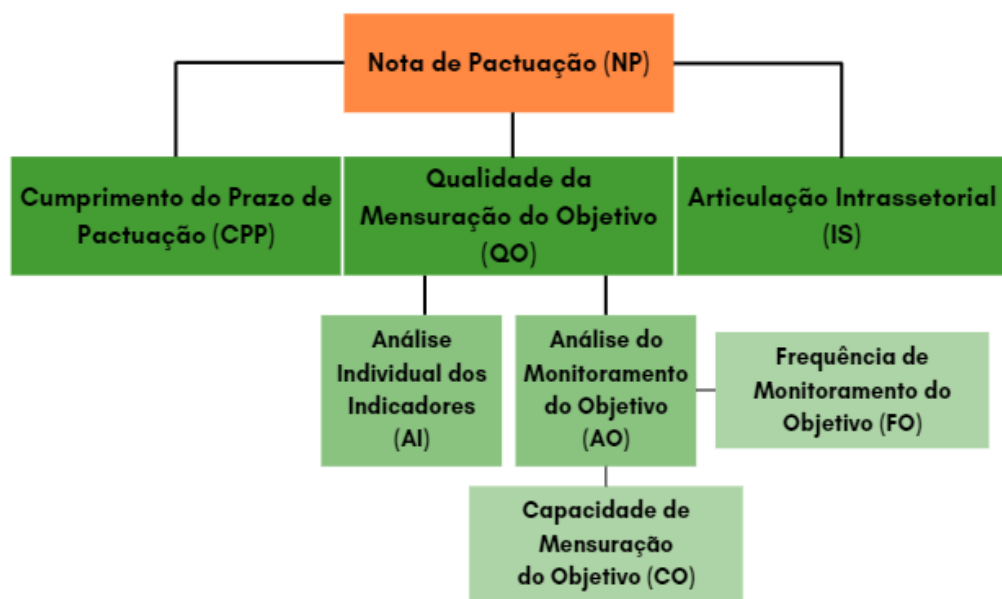 Nota de Pactuação (NP)
Cumprimento do Prazo de
Pactuação (CPP)
Qualidade da
Mensuração do Objetivo
(QO)
Articulação Intrassetorial
(IS)
Análise
Individual dos
Indicadores
(AI)
Análise do
Monitoramento
do Objetivo
(AO)
Frequência de
Monitoramento do
Objetivo (FO)
Capacidade de
Mensuração
do Objetivo (CO)